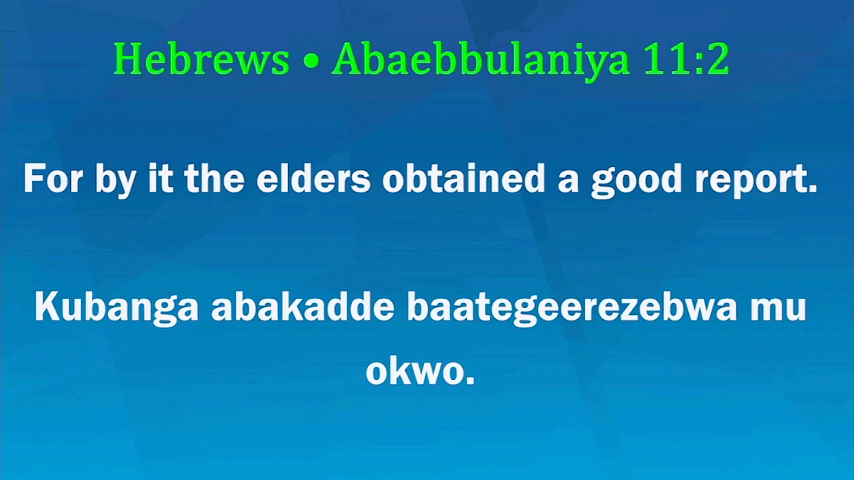 Hebrews • Abaebbulaniya 11:2
For by it the elders obtained a good report.
Kubanga abakadde baategeerezebwa mu
okwo.